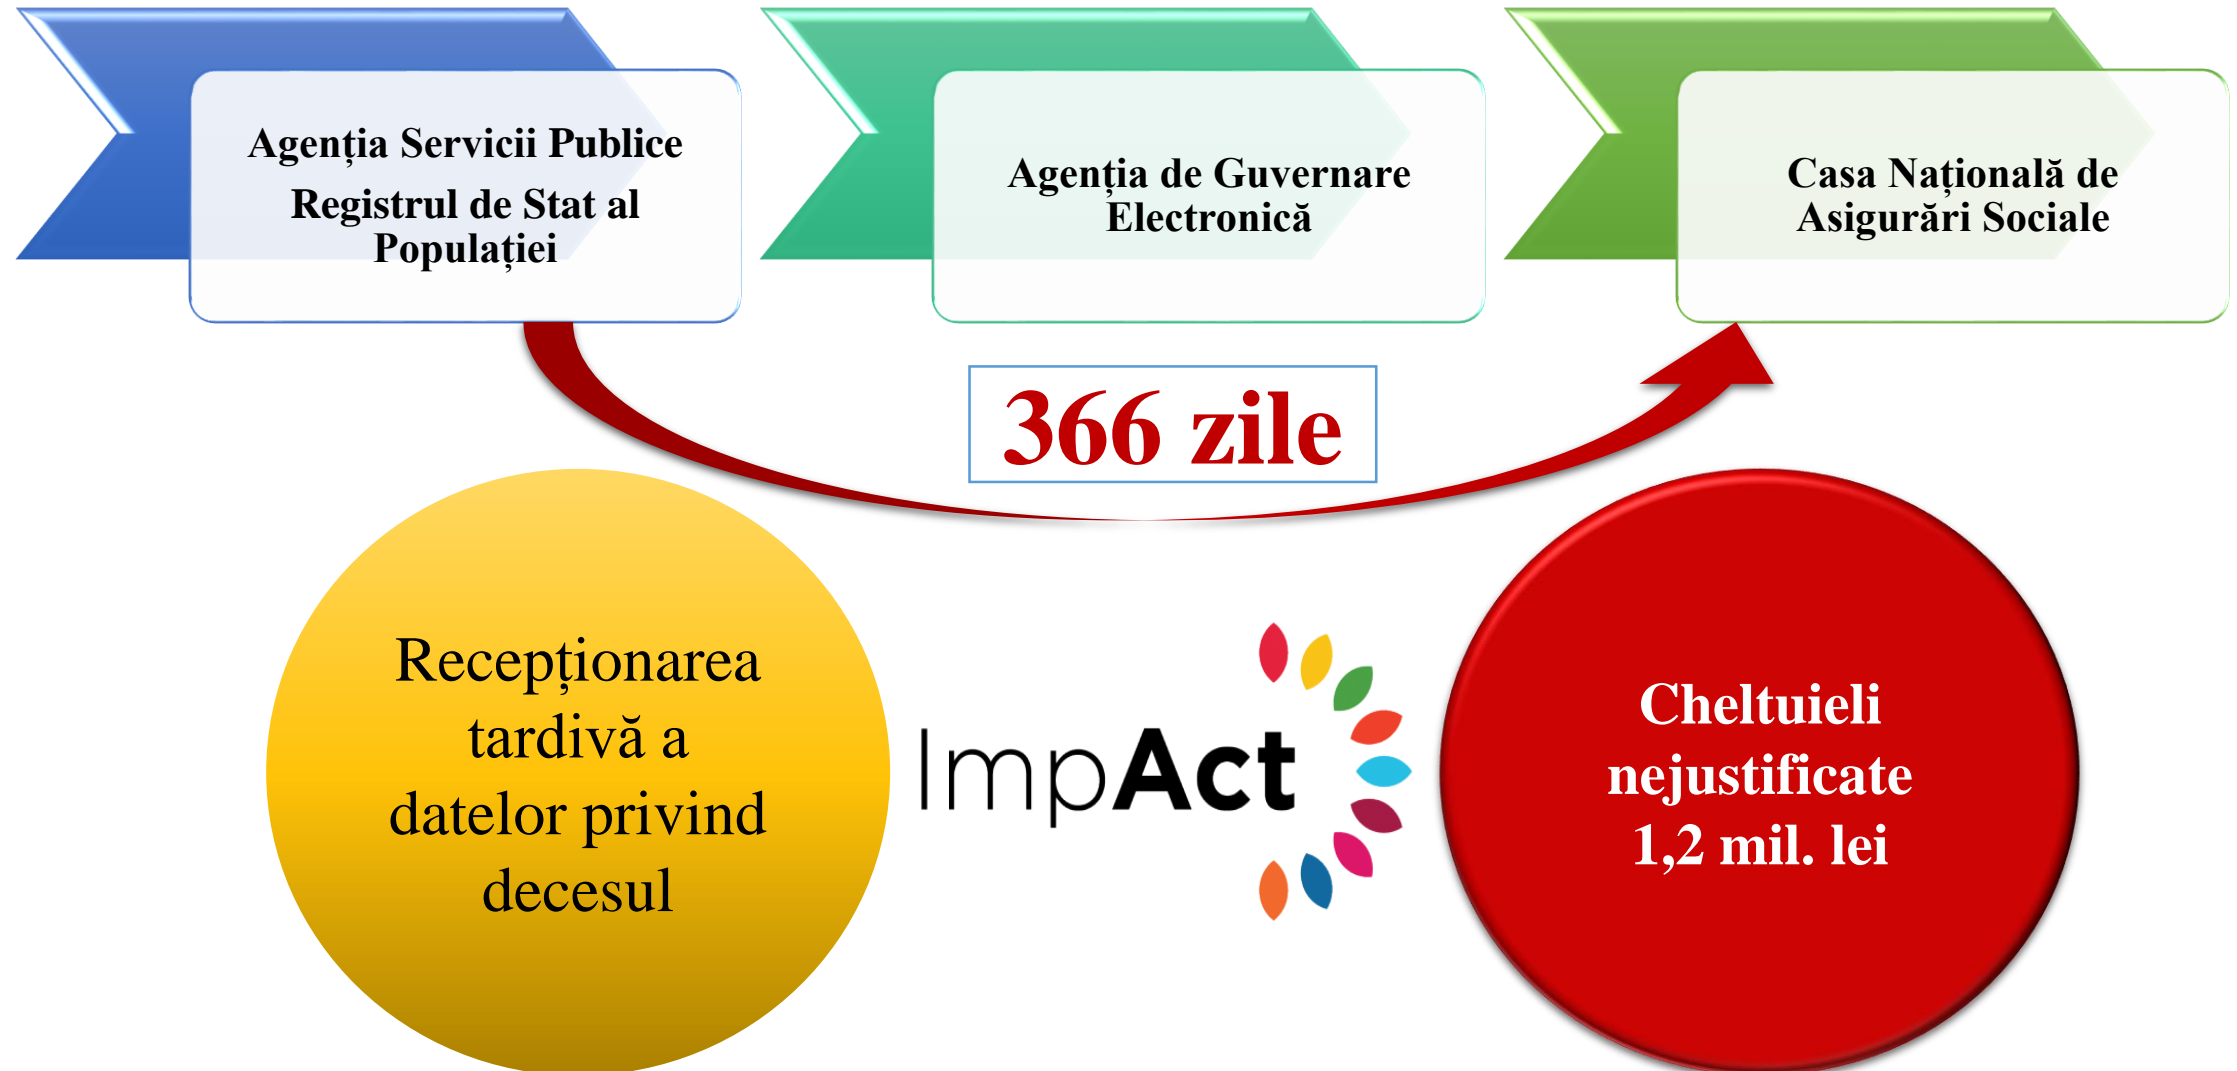 Agenția Servicii Publice
Registrul de Stat al
Populației
Agenția de Guvernare
Electronică
Casa Națională de
Asigurări Sociale
366 zile
Recepționarea
tardivă a
datelor privind
decesul
ImpAct
Cheltuieli
nejustificate
1,2 mil. lei